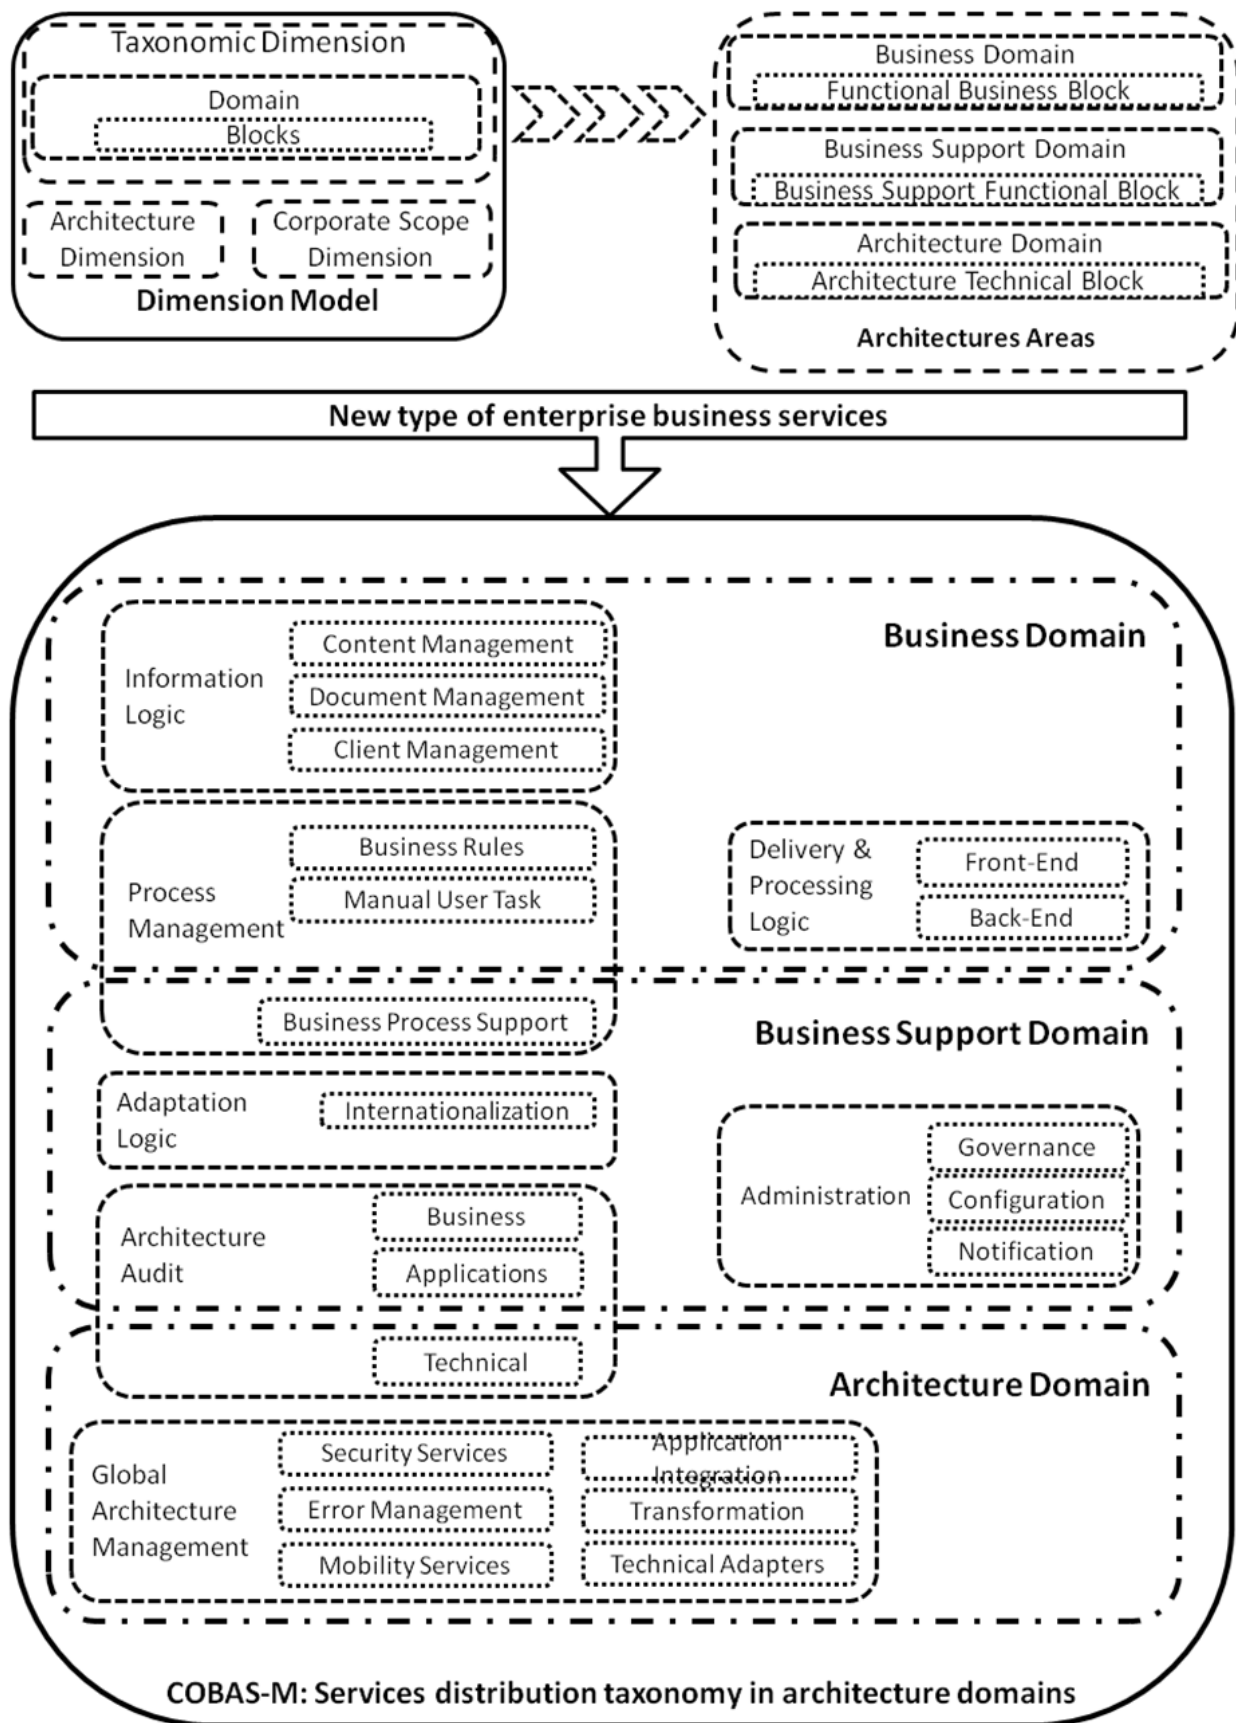 Taxonomic Dimension
Domain
Blocks
Architecture
Dimension
Corporate Scope
Dimension
Dimension Model
Business Domain
Functional Business Block
Business Support Domain
Business Support Functional Block
Architecture Domain
Architecture Technical Block
Architectures Areas
New type of enterprise business services
Business Domain
Information
Logic
Content Management
Document Management
Client Management
Process
Management
Business Rules
Manual User Task
Delivery &
Processing
Logic
Front-End
Back-End
Business Process Support
Business Support Domain
Adaptation
Logic
Internationalization
Administration
Governance
Configuration
Notification
Architecture
Audit
Business
Applications
Technical
Architecture Domain
Global
Architecture
Management
Security Services
Error Management
Mobility Services
Application
Integration
Transformation
Technical Adapters
COBAS-M: Services distribution taxonomy in architecture domains